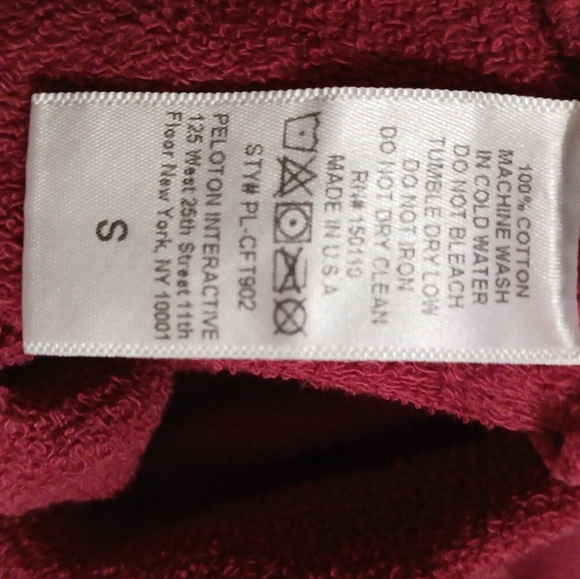 100% COTTON
MACHINE WASH
IN COLD WATER
DO NOT BLEACH
TUMBLE DRY LOW
DO NOT IRON
DO NOT DRY CLEAN
RN# 150110
MADE IN U.S.A
STY# PL-CFT902
PELOTON INTERACTIVE
125 West 25th Street 11th
Floor New York, NY 10001
S